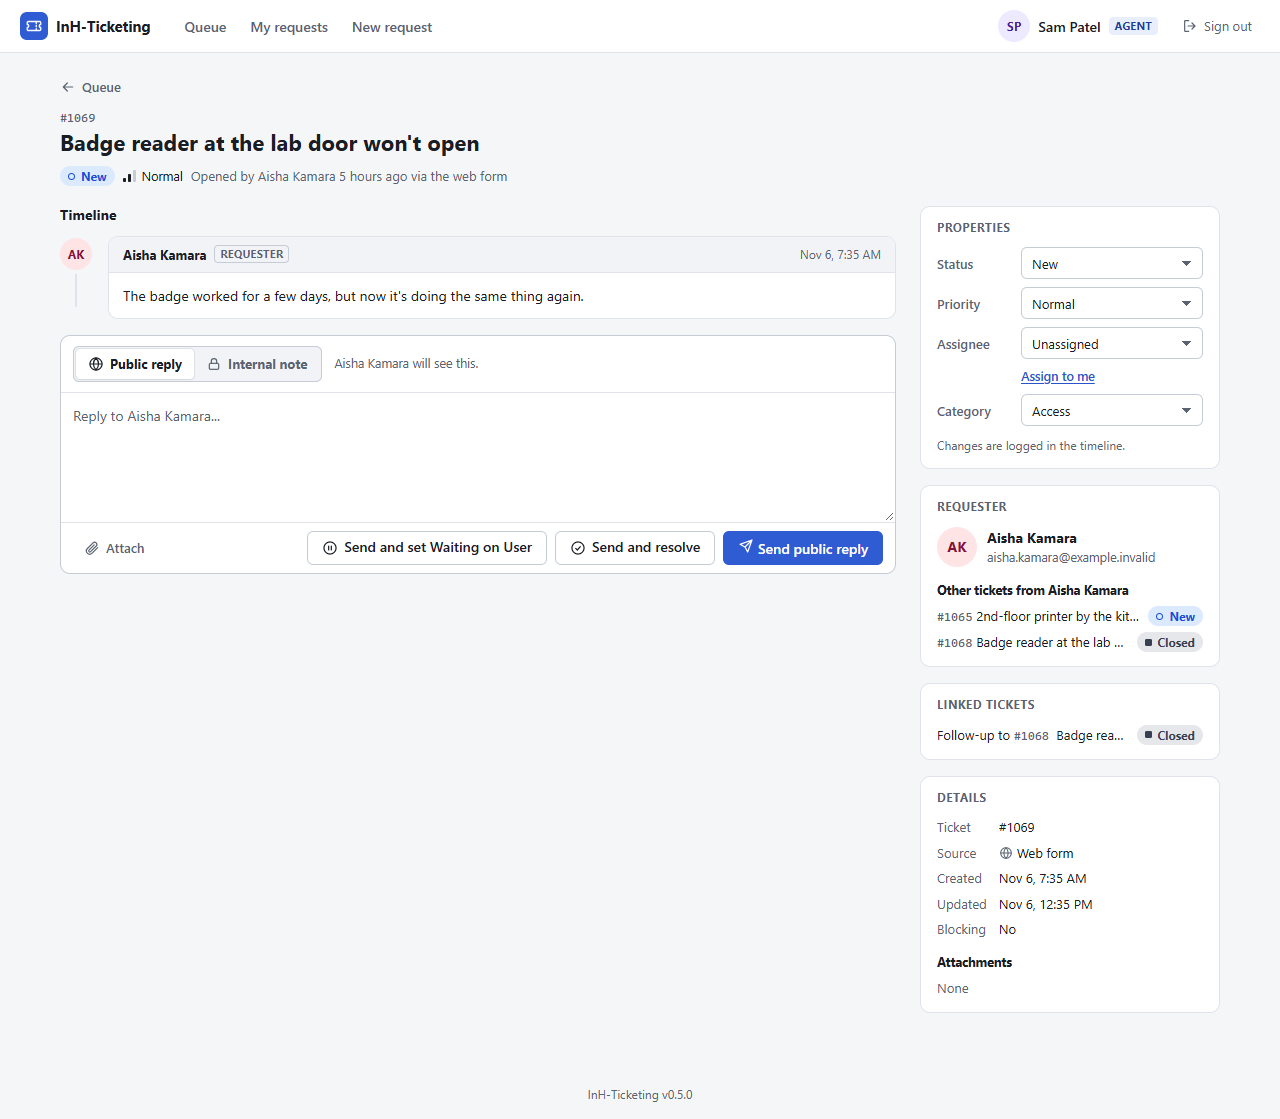 InH-Ticketing
Queue
My requests
New request
SP
Sam Patel
AGENT
Sign out
Queue
#1069
Badge reader at the lab door won't open
New
Normal
Opened by Aisha Kamara 5 hours ago via the web form
Timeline
AK
Aisha Kamara
REQUESTER
Nov 6, 7:35 AM
The badge worked for a few days, but now it's doing the same thing again.
Public reply
Internal note
Aisha Kamara will see this.
Reply to Aisha Kamara...
Attach
Send and set Waiting on User
Send and resolve
Send public reply
PROPERTIES
Status
New
Priority
Normal
Assignee
Unassigned
Assign to me
Category
Access
Changes are logged in the timeline.
REQUESTER
AK
Aisha Kamara
aisha.kamara@example.invalid
Other tickets from Aisha Kamara
#1065 2nd-floor printer by the kit... New
#1068 Badge reader at the lab ... Closed
LINKED TICKETS
Follow-up to #1068 Badge rea... Closed
DETAILS
Ticket #1069
Source Web form
Created Nov 6, 7:35 AM
Updated Nov 6, 12:35 PM
Blocking No
Attachments
None
InH-Ticketing v0.5.0